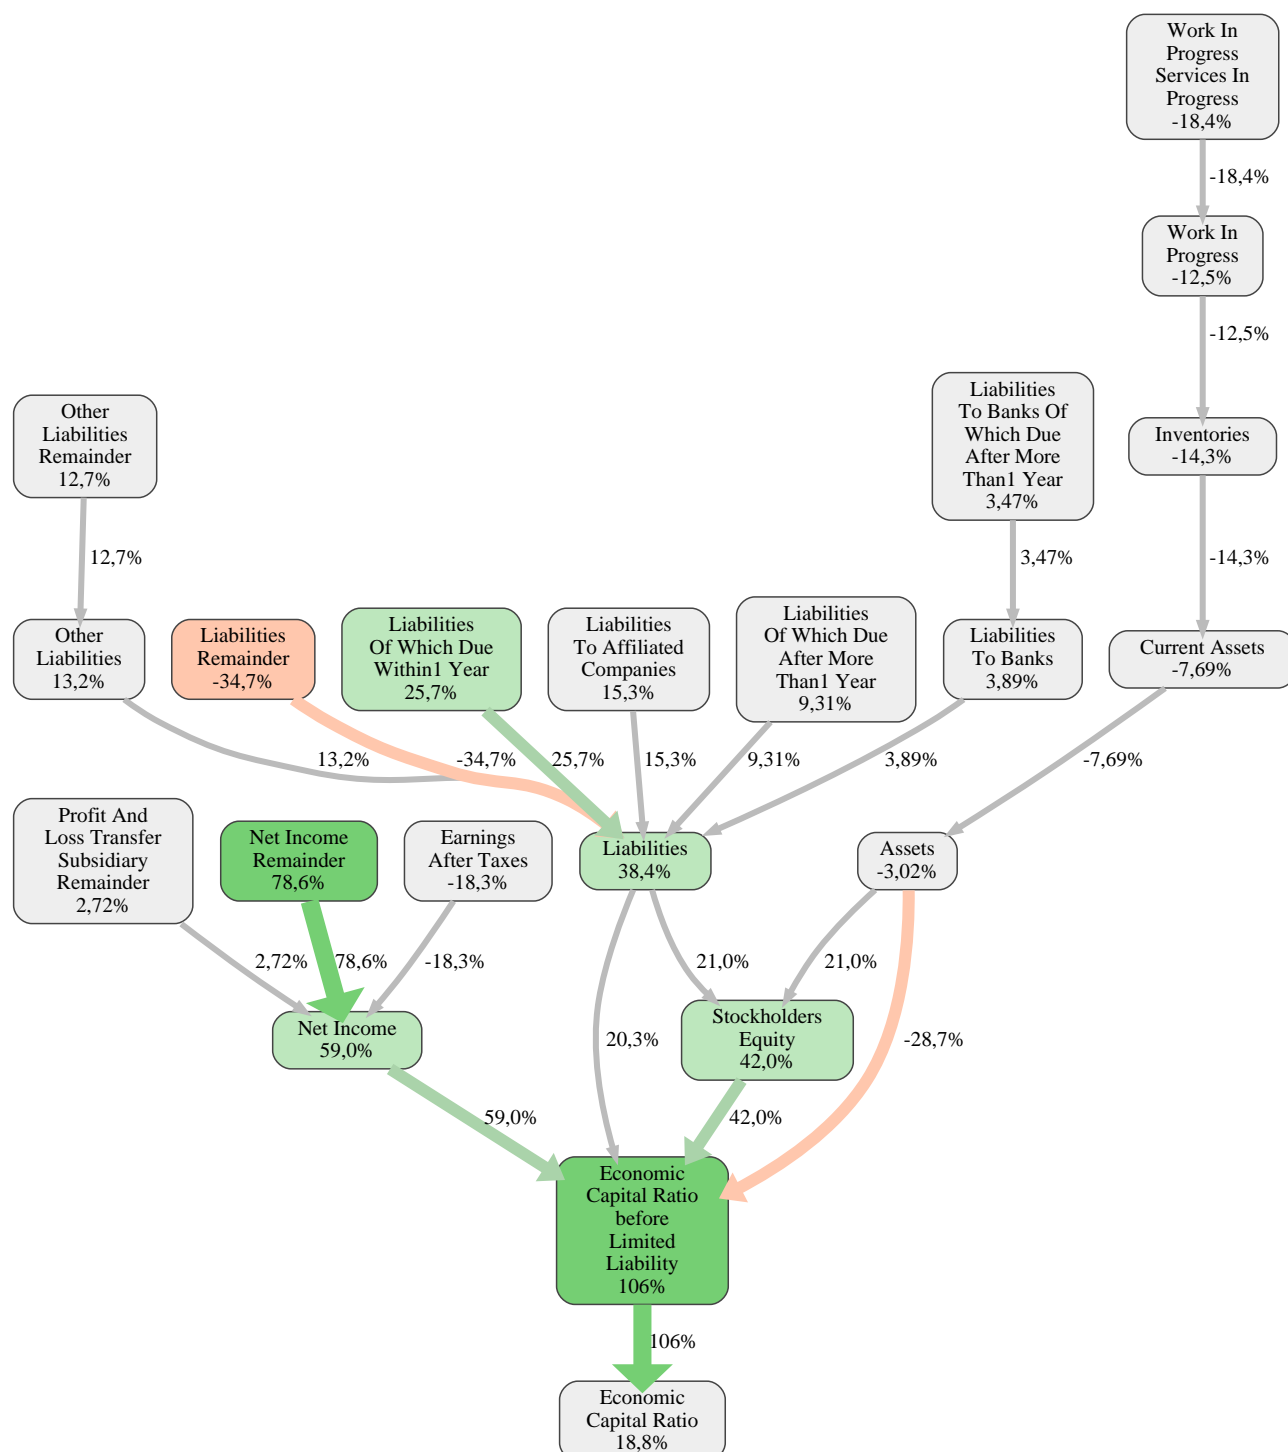 Work In
Progress
Services In
Progress
-18,4%
-18,4%
Work In
Progress
-12,5%
-12,5%
Other
Liabilities
Remainder
12,7%
Liabilities
To Banks Of
Which Due
After More
Than1 Year
3,47%
Inventories
-14,3%
12,7%
3,47%
-14,3%
Other
Liabilities
13,2%
Liabilities
Remainder
-34,7%
Liabilities
Of Which Due
Within1 Year
25,7%
Liabilities
To Affiliated
Companies
15,3%
Liabilities
Of Which Due
After More
Than1 Year
9,31%
Liabilities
To Banks
3,89%
Current Assets
-7,69%
13,2%
-34,7%
25,7%
15,3%
9,31%
3,89%
-7,69%
Profit And
Loss Transfer
Subsidiary
Remainder
2,72%
Net Income
Remainder
78,6%
Earnings
After Taxes
-18,3%
Liabilities
38,4%
Assets
-3,02%
2,72%
78,6%
-18,3%
21,0%
21,0%
Net Income
59,0%
20,3%
Stockholders
Equity
42,0%
-28,7%
59,0%
42,0%
Economic
Capital Ratio
before
Limited
Liability
106%
106%
Economic
Capital Ratio
18,8%